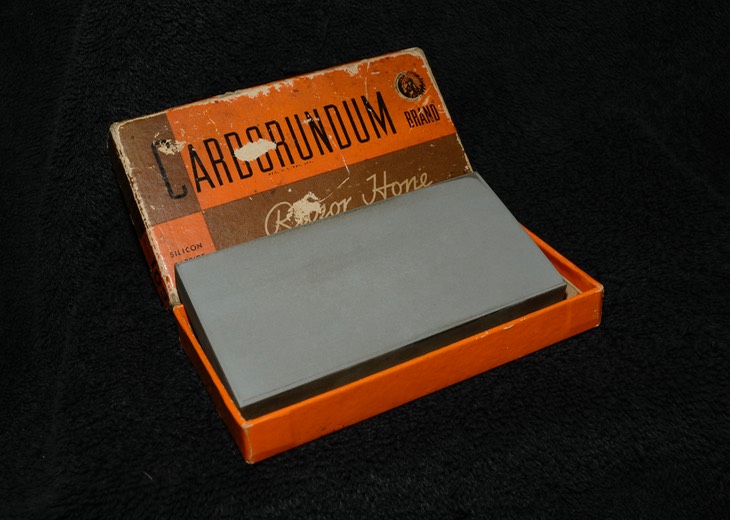 CARBORUNDUM
BRAND
Razor Hone
SILICON